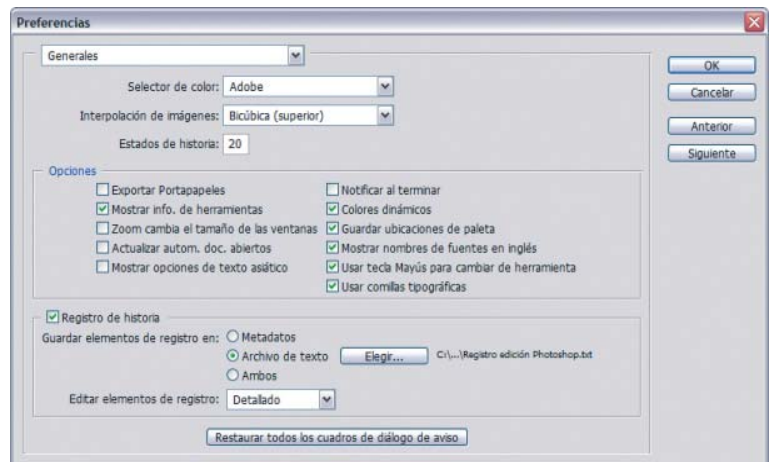 Preferencias
Generales
Selector de color: Adobe
Interpolación de imágenes: Bicúbica (superior)
Estados de historia: 20
OK
Cancelar
Anterior
Siguiente
Opciones
Exportar Portapapeles
Mostrar info. de herramientas
Zoom cambia el tamaño de las ventanas
Actualizar autom. doc. abiertos
Mostrar opciones de texto asiático
Notificar al terminar
Colores dinámicos
Guardar ubicaciones de paleta
Mostrar nombres de fuentes en inglés
Usar tecla Mayús para cambiar de herramienta
Usar comillas tipográficas
Registro de historia
Guardar elementos de registro en: Metadatos
Archivo de texto Elegir... C:\...\Registro edición Photoshop.txt
Ambos
Editar elementos de registro: Detallado
Restaurar todos los cuadros de diálogo de aviso